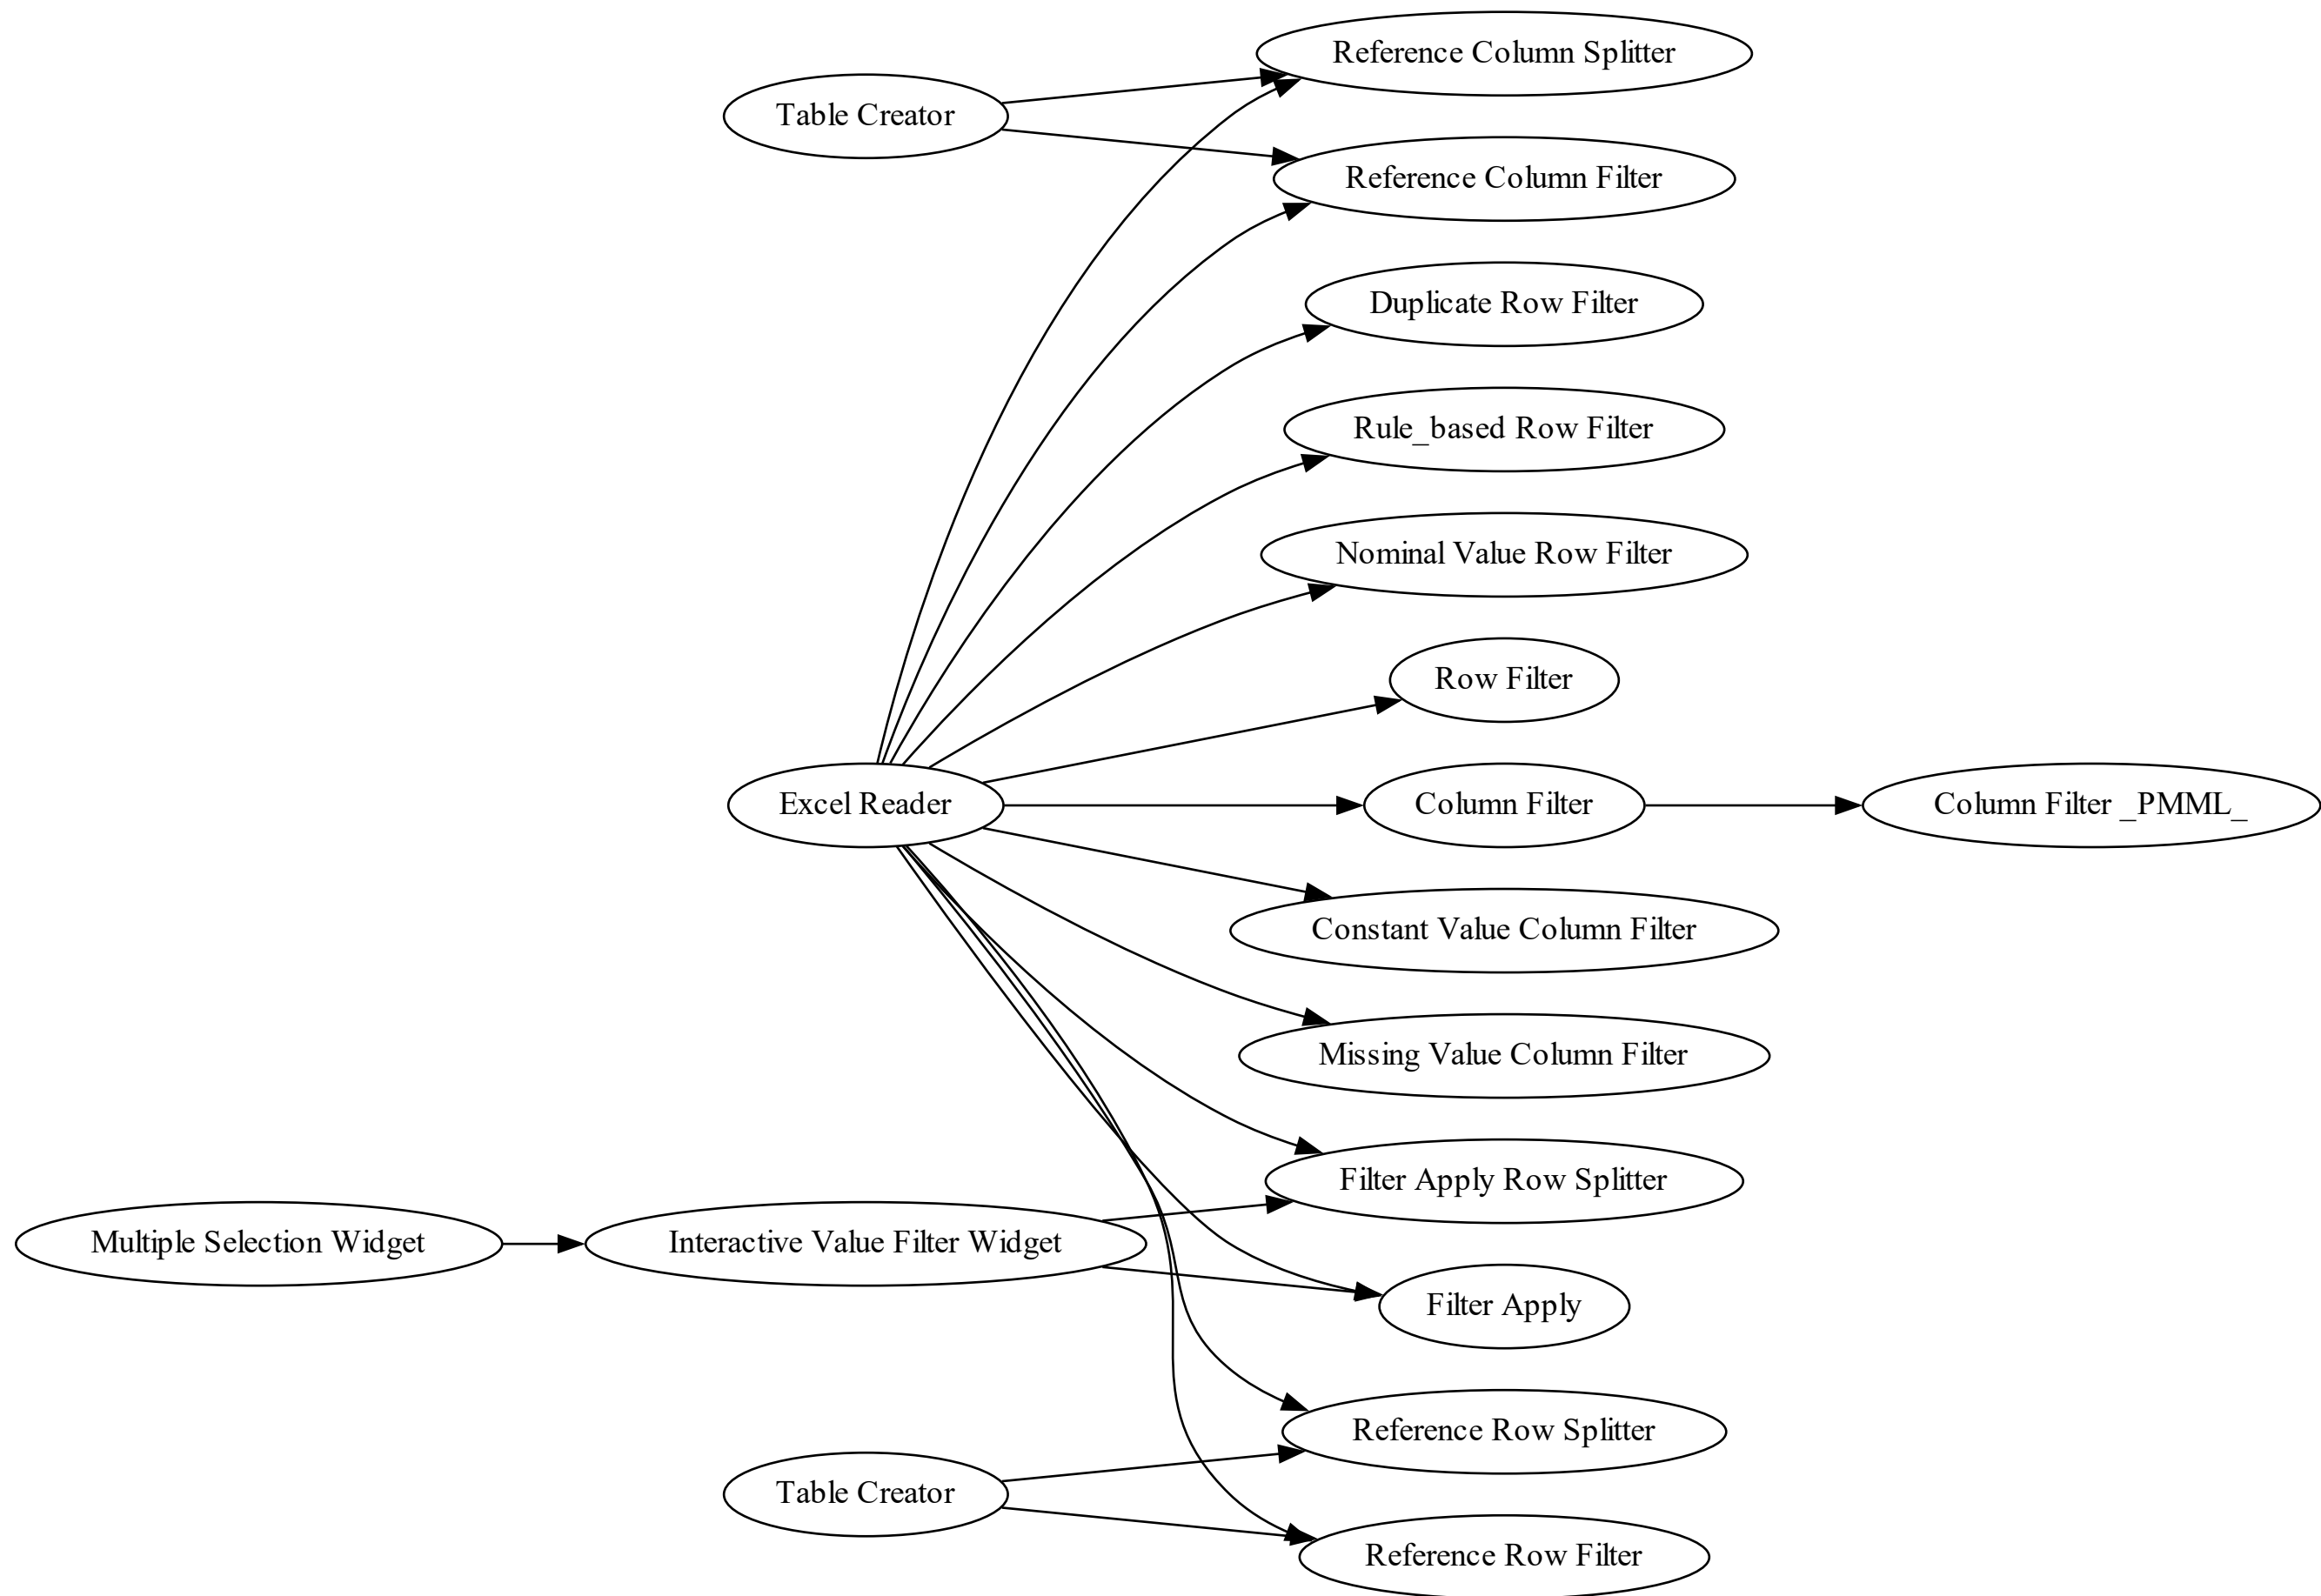 Reference Column Splitter
Table Creator
Reference Column Filter
Duplicate Row Filter
Rule_based Row Filter
Nominal Value Row Filter
Row Filter
Excel Reader
Column Filter
Column Filter _PMML_
Constant Value Column Filter
Missing Value Column Filter
Filter Apply Row Splitter
Multiple Selection Widget
Interactive Value Filter Widget
Filter Apply
Reference Row Splitter
Table Creator
Reference Row Filter